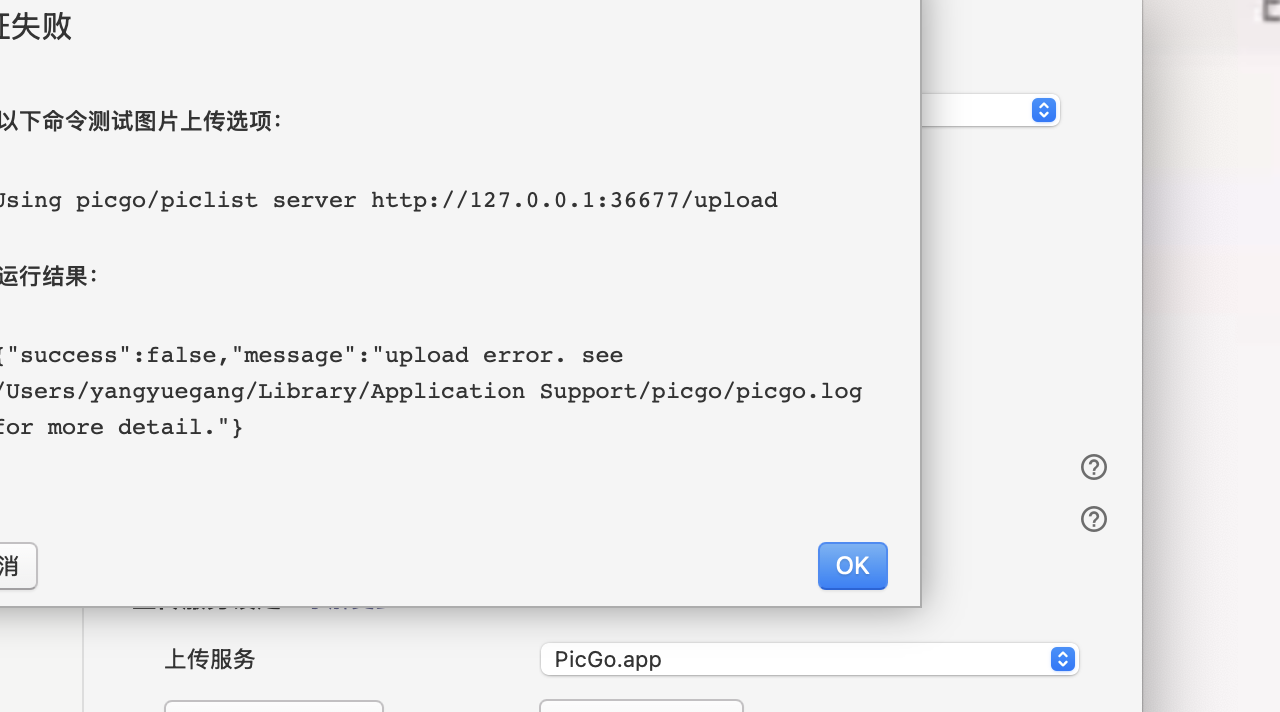 失败
以下命令测试图片上传选项：
Using picgo/piclist server http://127.0.0.1:36677/upload
运行结果：
{"success":false,"message":"upload error. see
/Users/yangyuegang/Library/Application Support/picgo/picgo.log
for more detail."}
消
OK
上传服务
PicGo.app